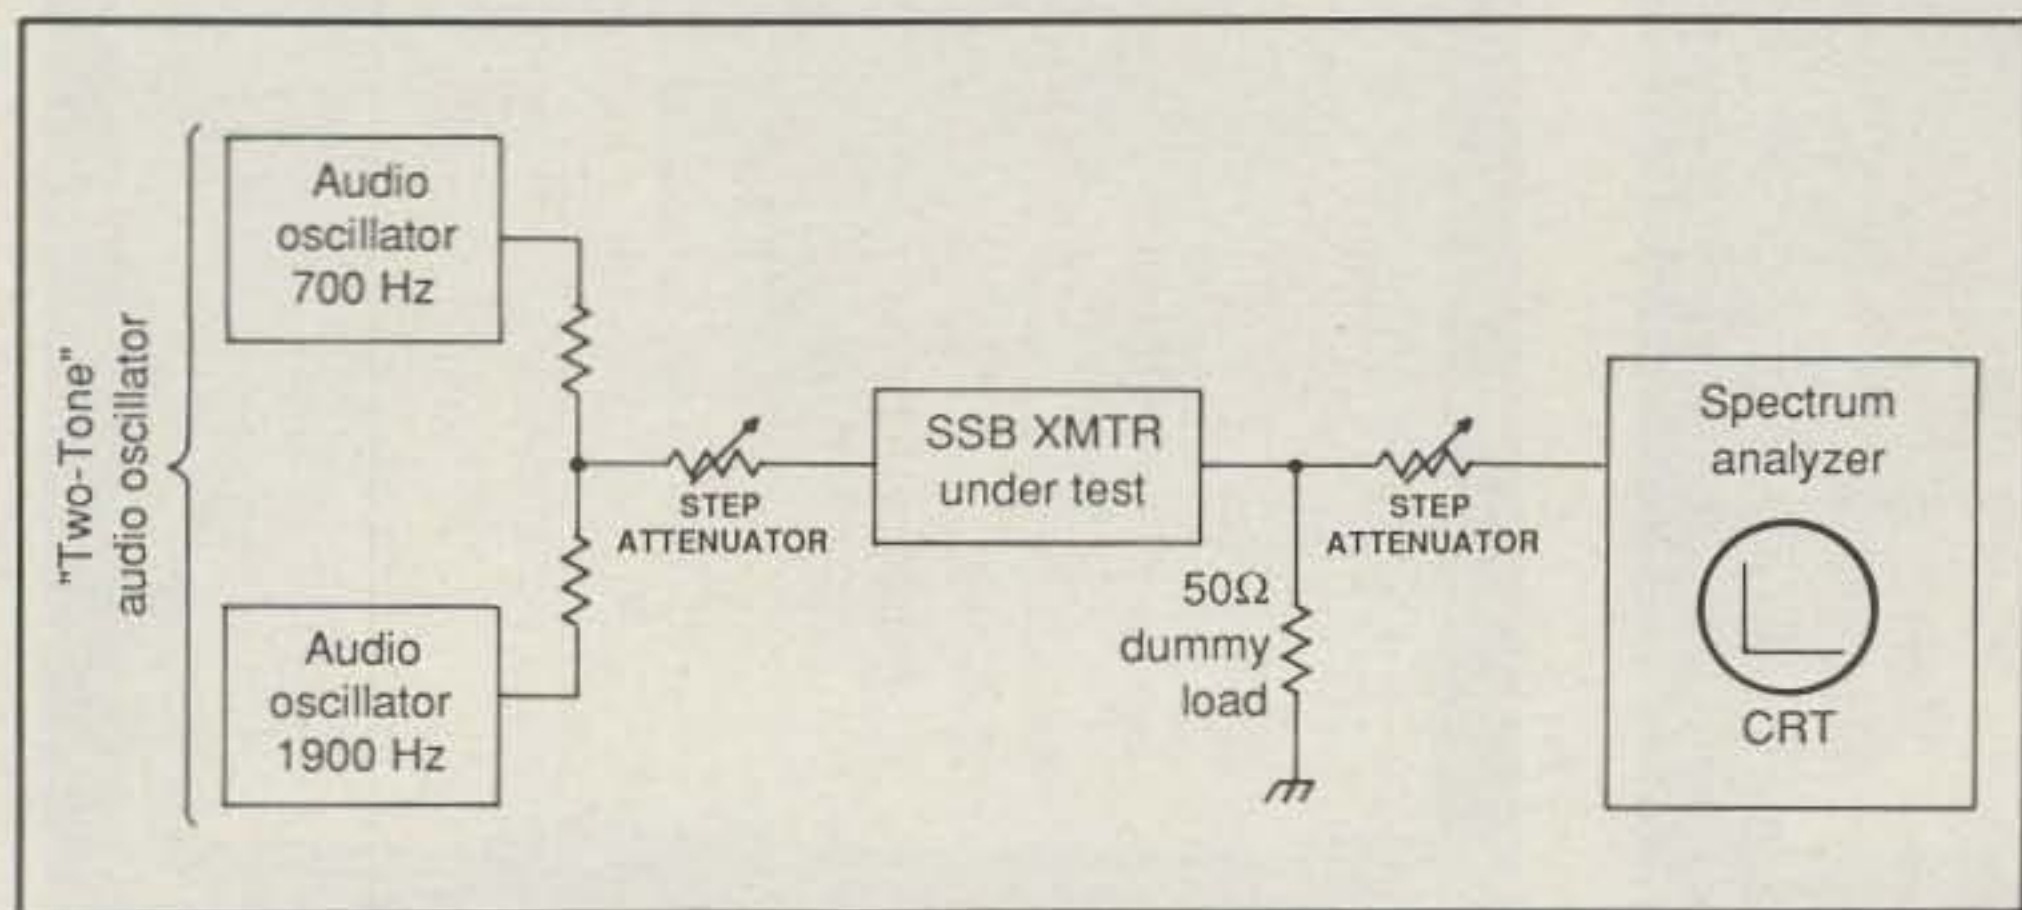 "Two-Tone"
audio oscillator
Audio
oscillator
700 Hz
Audio
oscillator
1900 Hz
STEP
ATTENUATOR
SSB XMTR
under test
50Ω
dummy
load
STEP
ATTENUATOR
Spectrum
analyzer
CRT